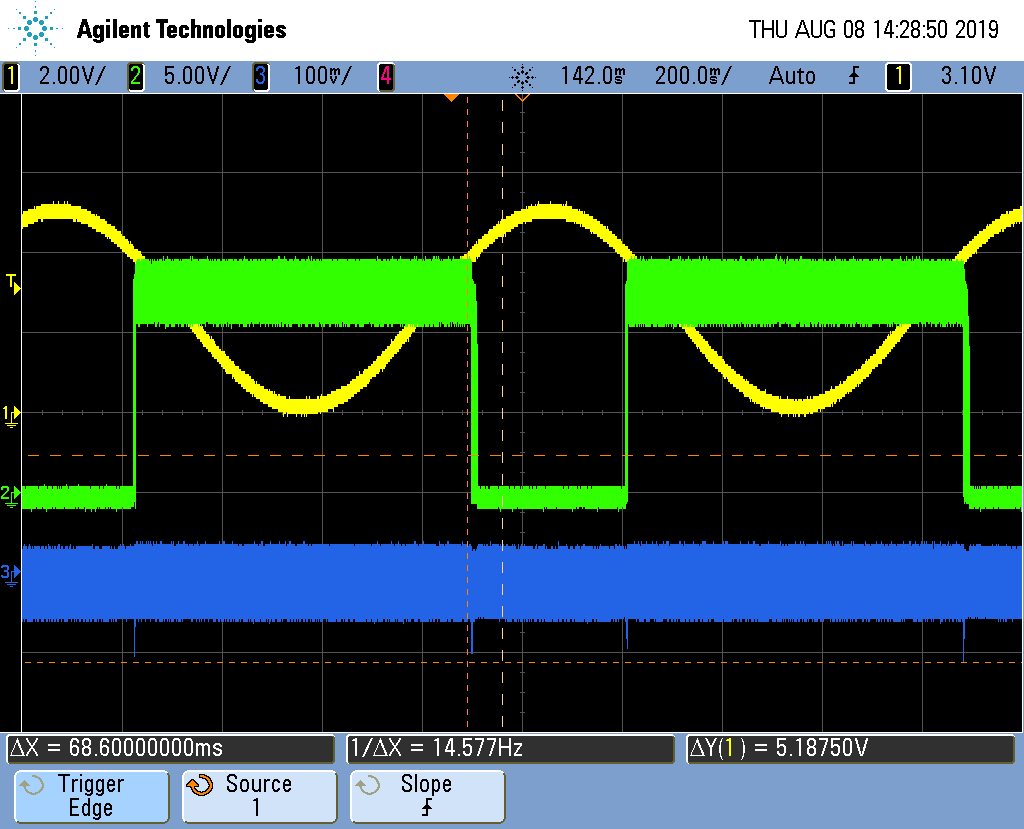 Agilent Technologies
THU AUG 08 14:28:50 2019
1 2.00V/ 2 5.00V/ 3 100mV/ 4 142.0ms 200.0ms/ Auto 1 3.10V
T
1
2
3
ΔX = 68.60000000ms
1/ΔX = 14.577Hz
ΔY(1) = 5.18750V
Trigger
Edge
Source
1
Slope